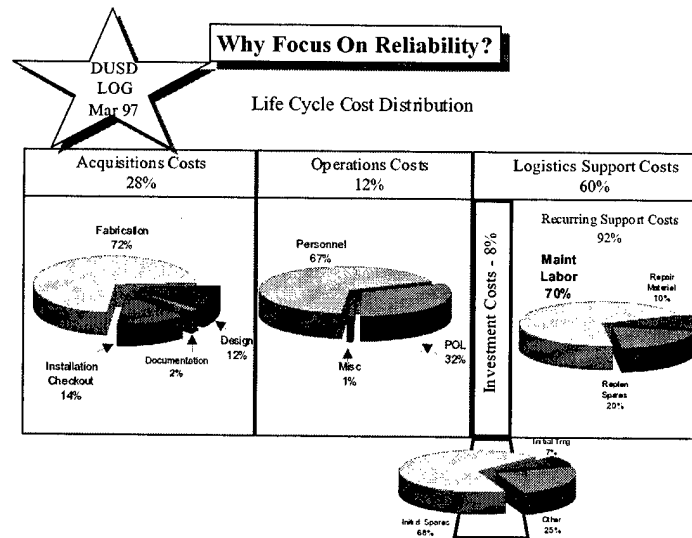 Why Focus On Reliability?
DUSD
LOG
Mar 97
Life Cycle Cost Distribution
Acquisitions Costs
28%
Operations Costs
12%
Logistics Support Costs
60%
Fabrication
72%
Design
12%
Documentation
2%
Installation
Checkout
14%
Personnel
67%
POL
32%
Misc
1%
Investment Costs - 8%
Recurring Support Costs
92%
Maint
Labor
70%
Repair
Material
10%
Replen
Spares
20%
Initial Trng
7%
Initial Spares
68%
Other
25%